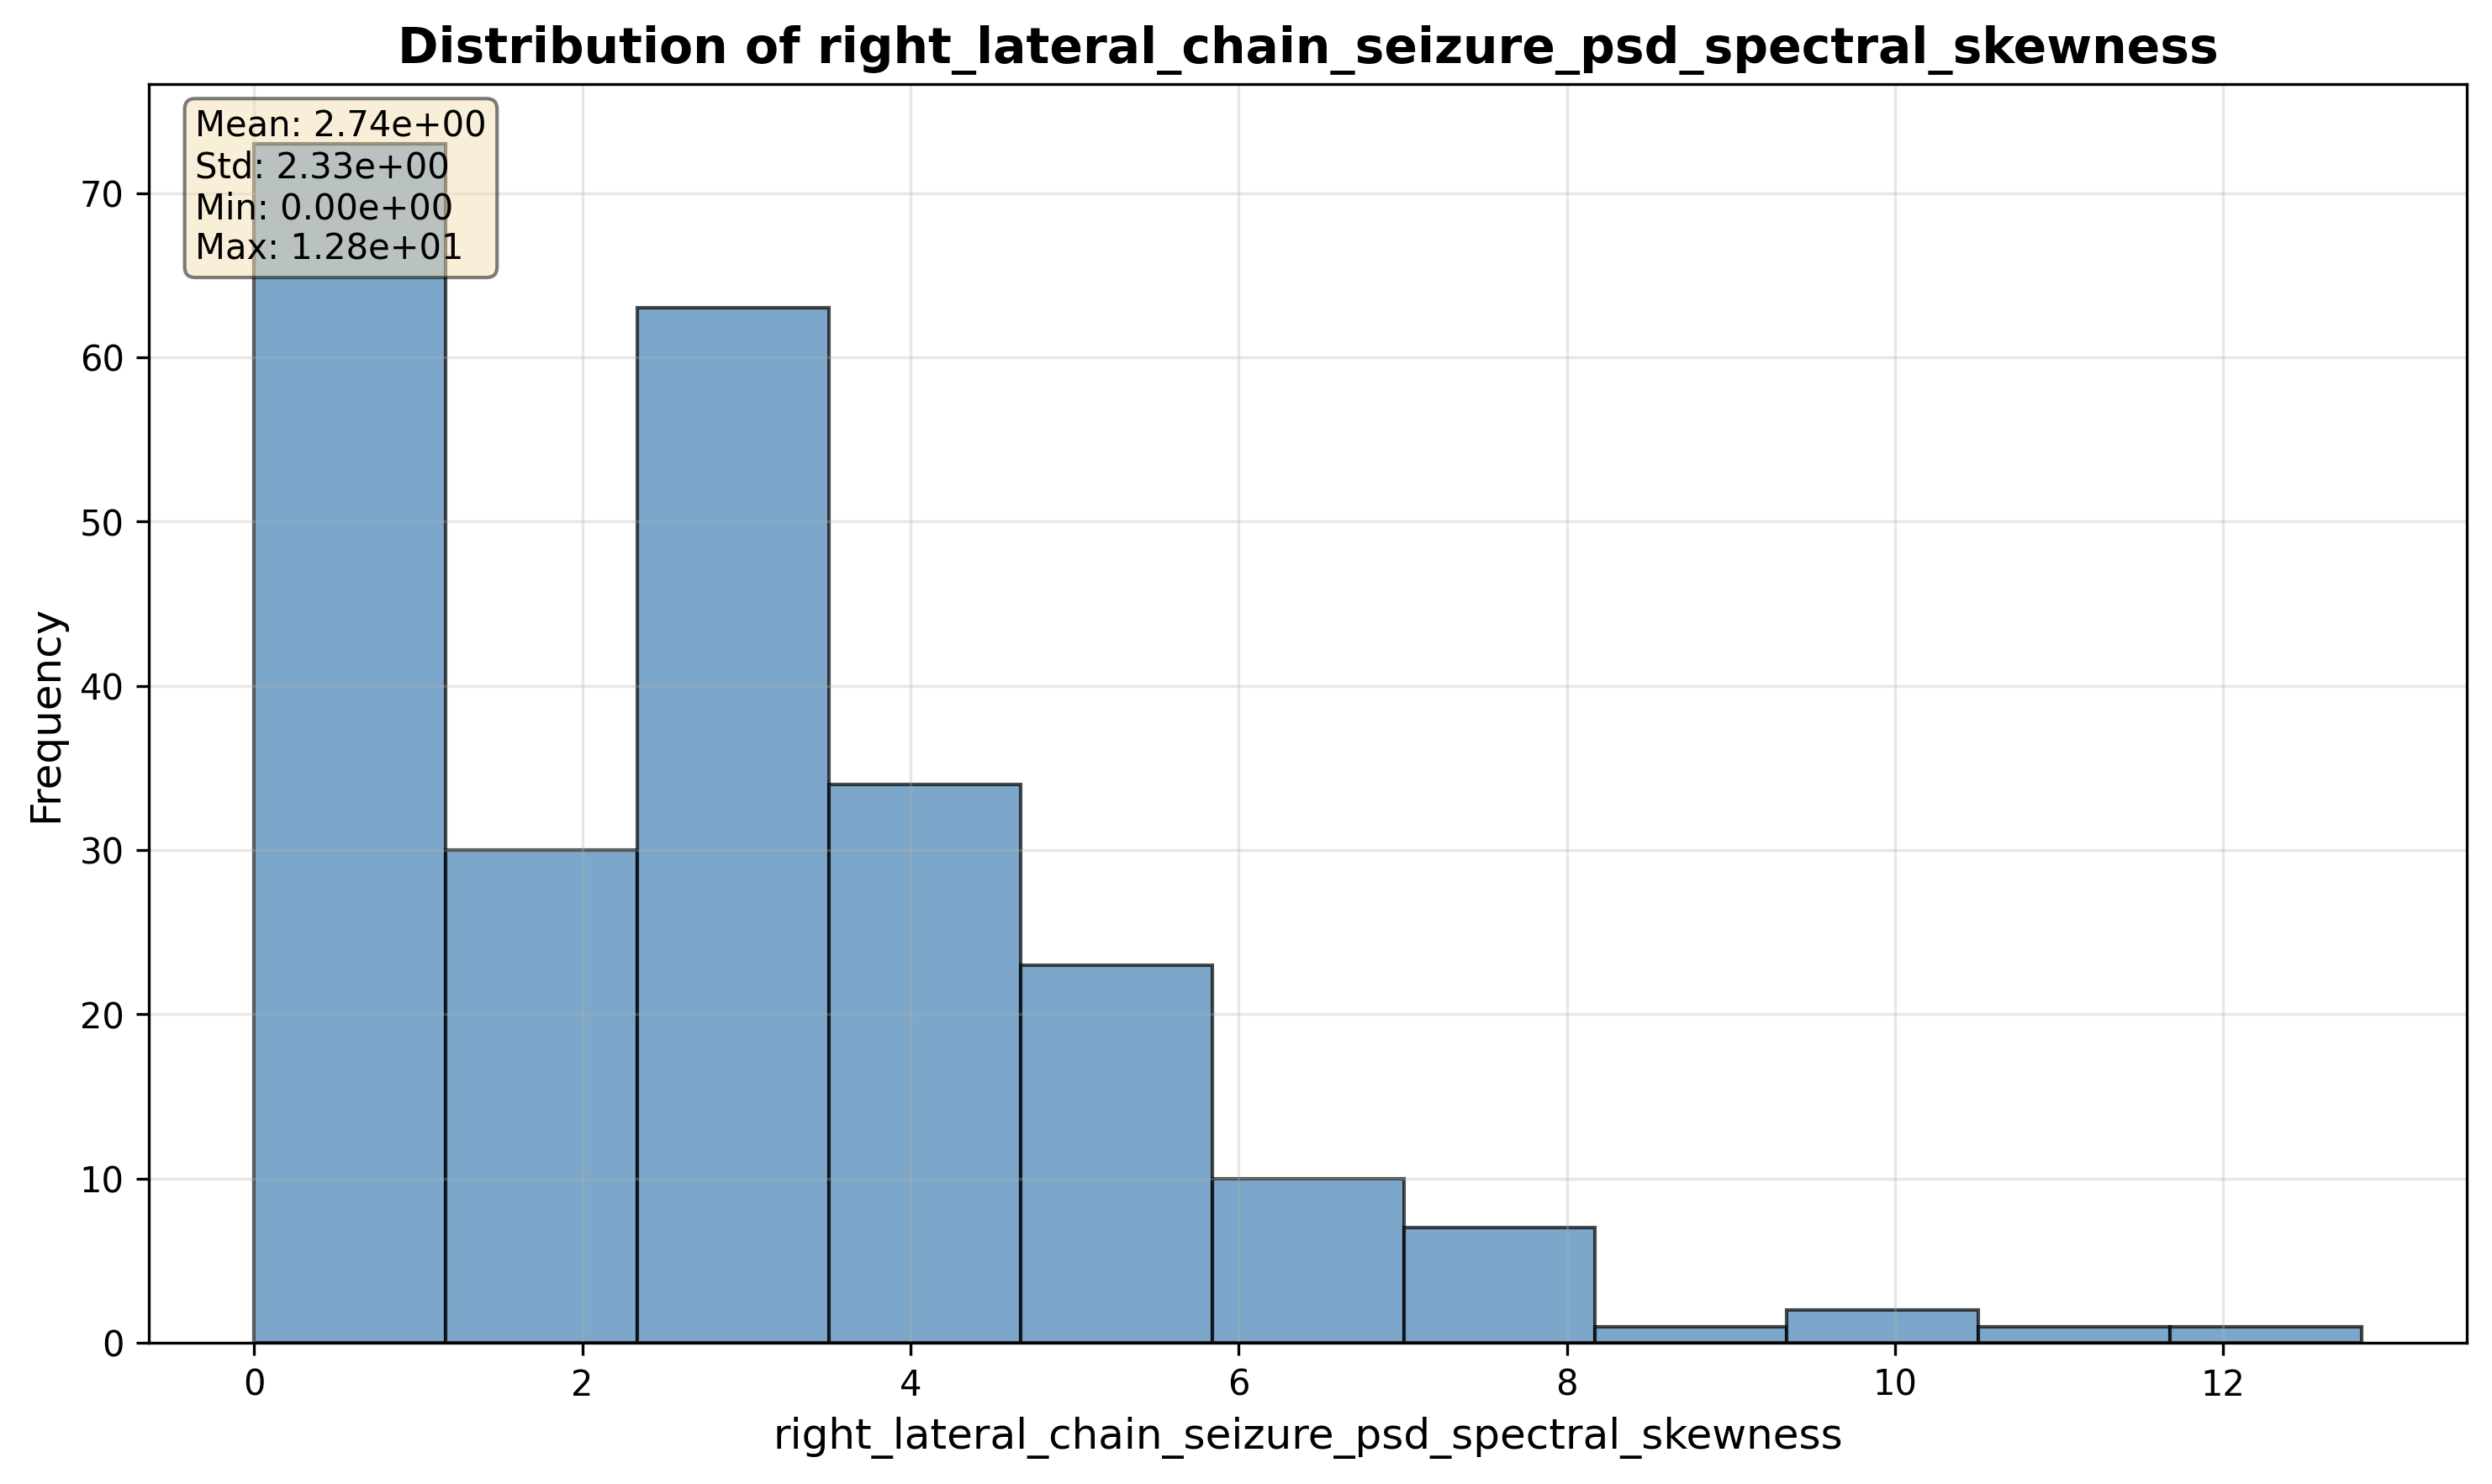 Distribution of right_lateral_chain_seizure_psd_spectral_skewness
Mean: 2.74e+00
Std: 2.33e+00
Min: 0.00e+00
Max: 1.28e+01
Frequency
70
60
50
40
30
20
10
0
0 2 4 6 8 10 12
right_lateral_chain_seizure_psd_spectral_skewness